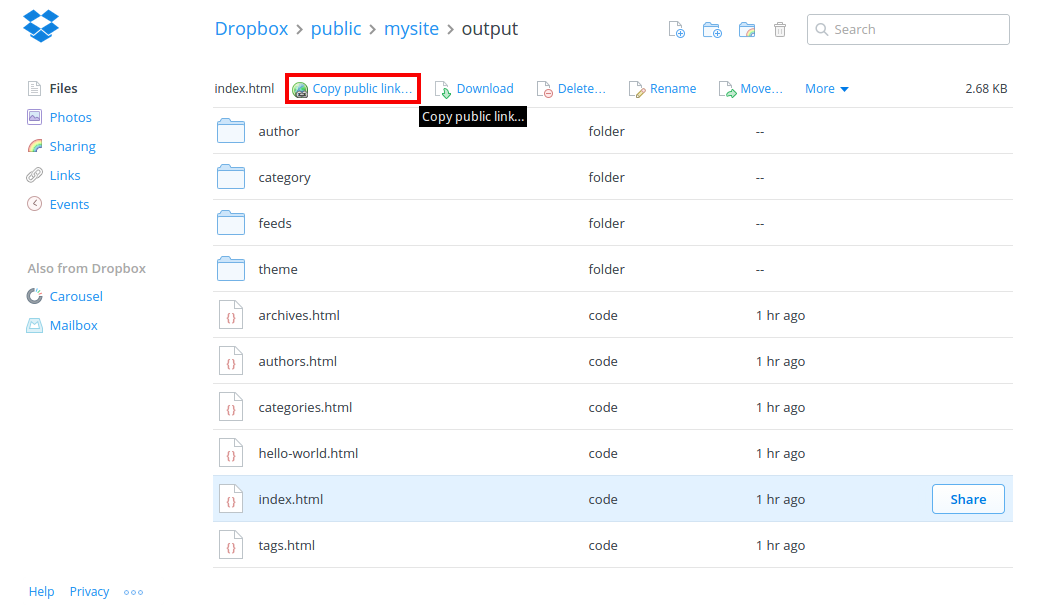 Dropbox > public > mysite > output
Search
Files
Photos
Sharing
Links
Events
Also from Dropbox
Carousel
Mailbox
index.html Copy public link... Download Delete... Rename Move... More 2.68 KB
Copy public link...
author folder --
category folder --
feeds folder --
theme folder --
{} archives.html code 1 hr ago
{} authors.html code 1 hr ago
{} categories.html code 1 hr ago
{} hello-world.html code 1 hr ago
{} index.html code 1 hr ago Share
{} tags.html code 1 hr ago
Help Privacy